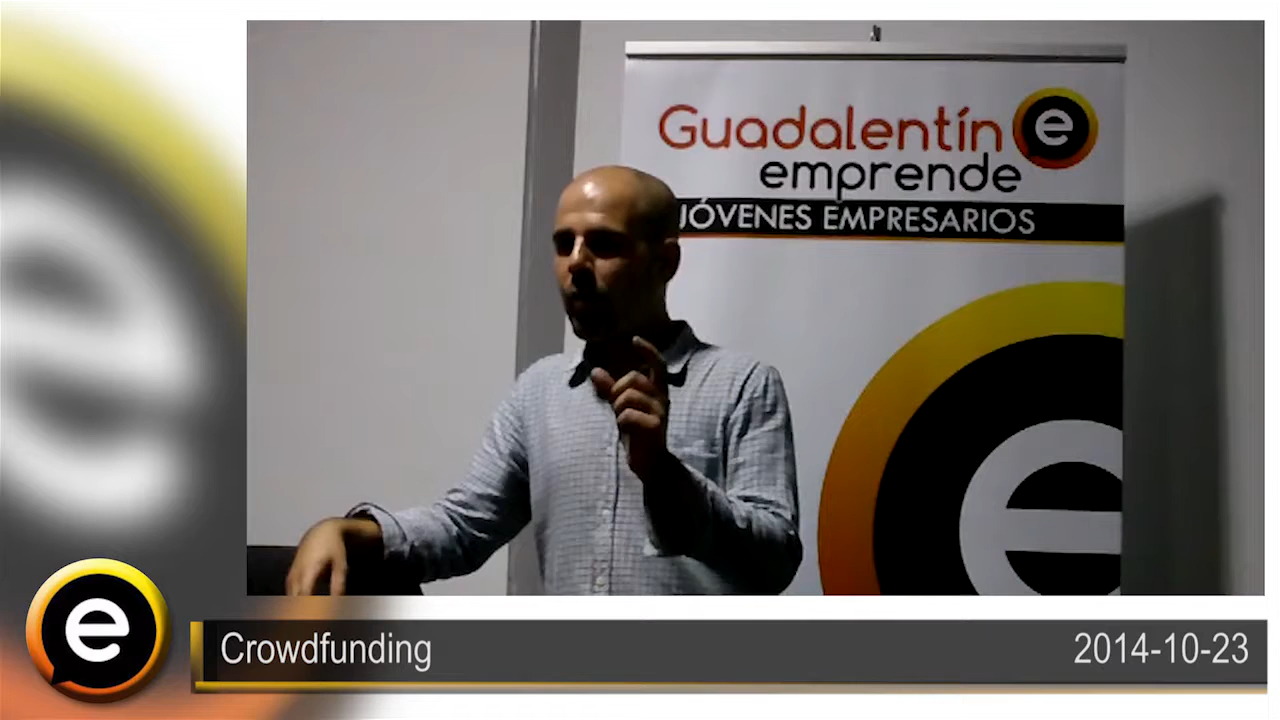 Guadalentín e
emprende
JÓVENES EMPRESARIOS
e
e
e
Crowdfunding
2014-10-23